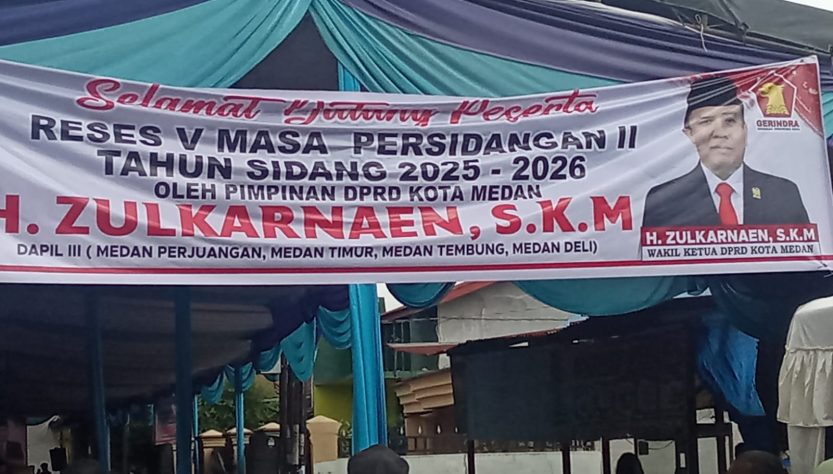 Selamat Datang Peserta
RESES V MASA PERSIDANGAN II
TAHUN SIDANG 2025 - 2026
OLEH PIMPINAN DPRD KOTA MEDAN
H. ZULKARNAEN, S.K.M
DAPIL III ( MEDAN PERJUANGAN, MEDAN TIMUR, MEDAN TEMBUNG, MEDAN DELI)
GERINDRA
H. ZULKARNAEN, S.K.M
WAKIL KETUA DPRD KOTA MEDAN